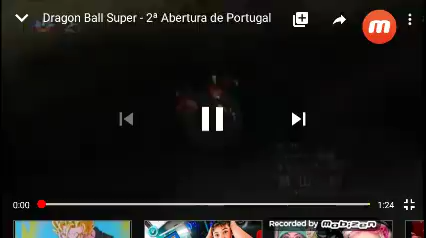 Dragon Ball Super - 2ª Abertura de Portugal
0:00
1:24
Recorded by mobizen